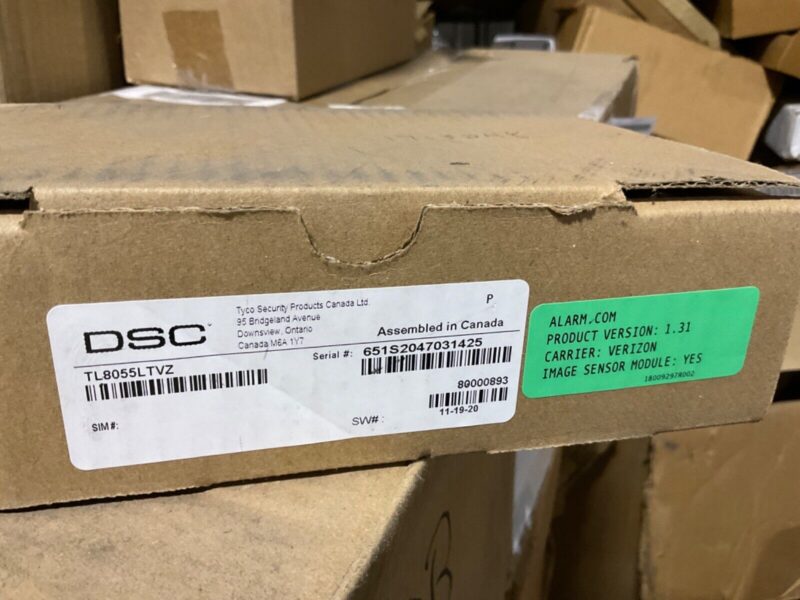 DSC
Tyco Security Products Canada Ltd.
95 Bridgeland Avenue
Downsview, Ontario
Canada M6A 1Y7
P
Assembled in Canada
TL8055LTVZ
Serial #: 651S2047031425
80000893
11-19-20
SIM#:
SW#:
ALARM.COM
PRODUCT VERSION: 1.31
CARRIER: VERIZON
IMAGE SENSOR MODULE: YES
180092978002